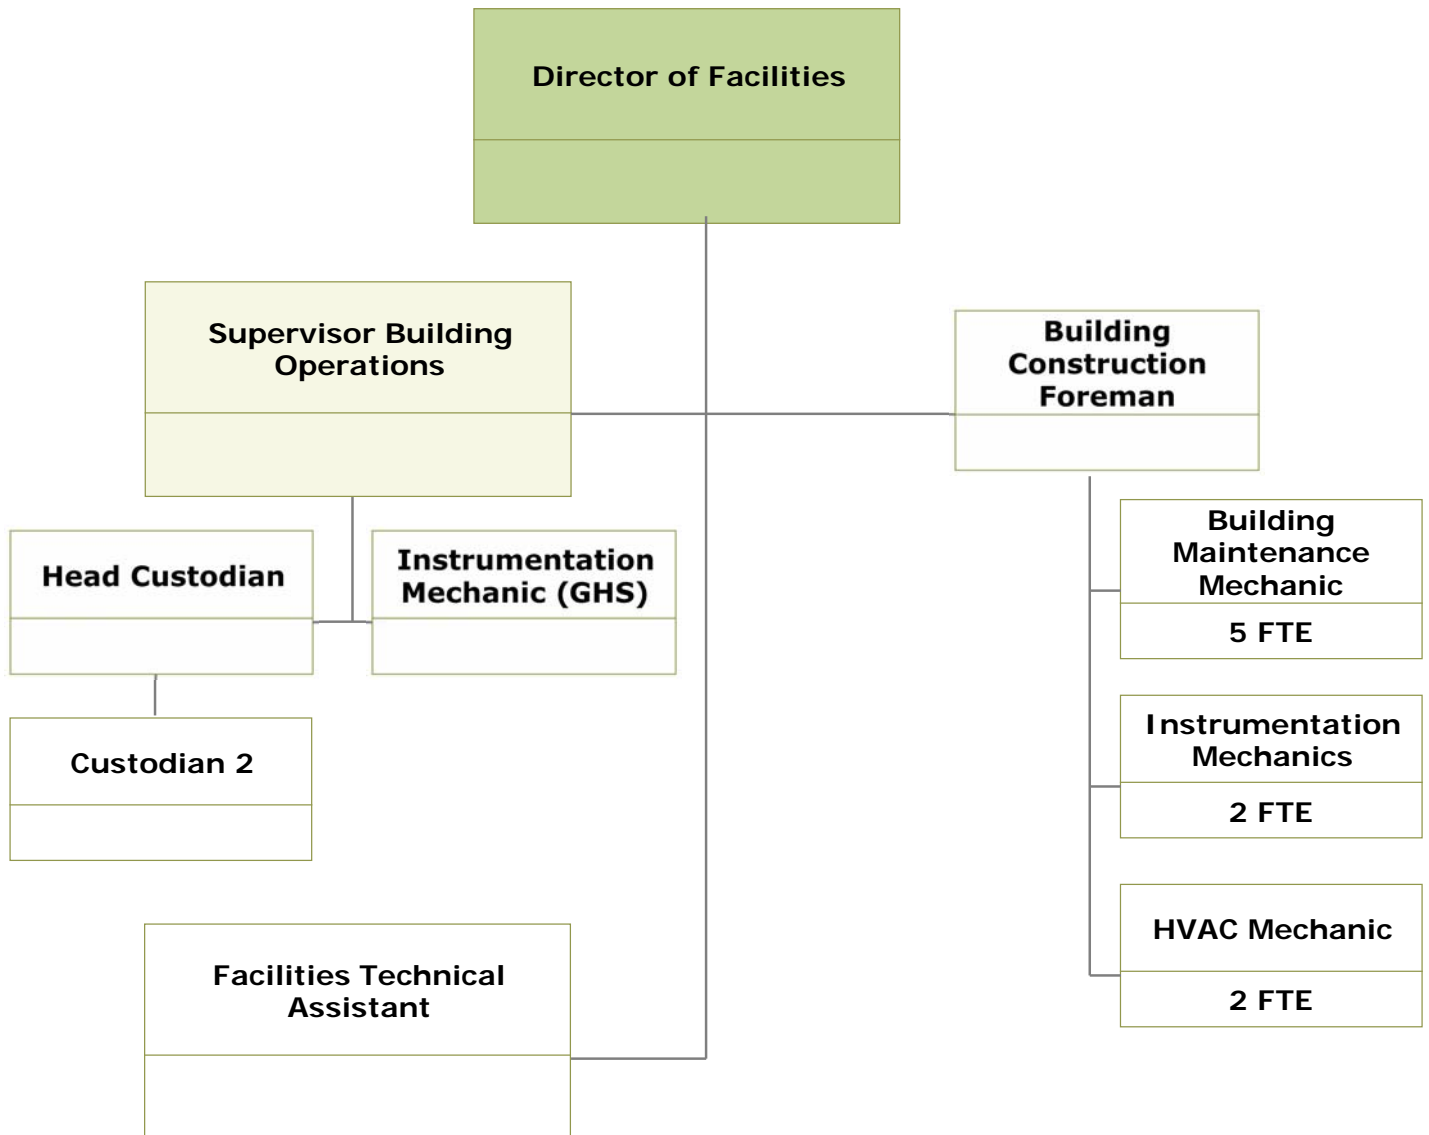 Director of Facilities
Supervisor Building
Operations
Building
Construction
Foreman
Head Custodian
Instrumentation
Mechanic (GHS)
Custodian 2
Building
Maintenance
Mechanic
5 FTE
Instrumentation
Mechanics
2 FTE
HVAC Mechanic
2 FTE
Facilities Technical
Assistant